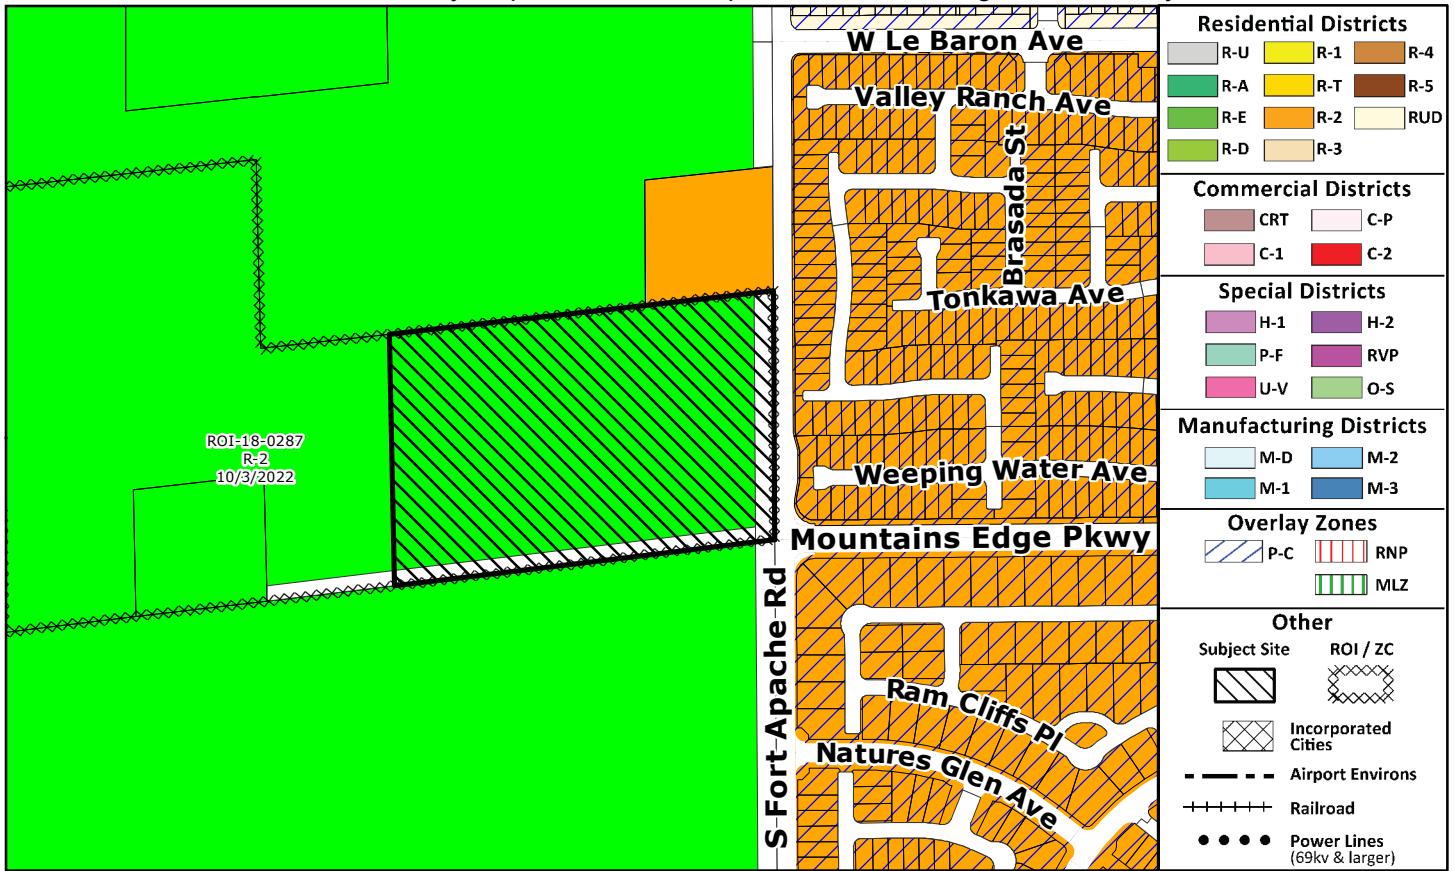 W Le Baron Ave
Valley Ranch Ave
Brasada St
Tonkawa Ave
ROI-18-0287
R-2
10/3/2022
Weeping Water Ave
Mountains Edge Pkwy
S Fort Apache Rd
Ram Cliffs Pl
Natures Glen Ave
Residential Districts
R-U R-1 R-4
R-A R-T R-5
R-E R-2 RUD
R-D R-3
Commercial Districts
CRT C-P
C-1 C-2
Special Districts
H-1 H-2
P-F RVP
U-V O-S
Manufacturing Districts
M-D M-2
M-1 M-3
Overlay Zones
P-C RNP
MLZ
Other
Subject Site ROI / ZC
Incorporated
Cities
Airport Environs
Railroad
Power Lines
(69kv & larger)